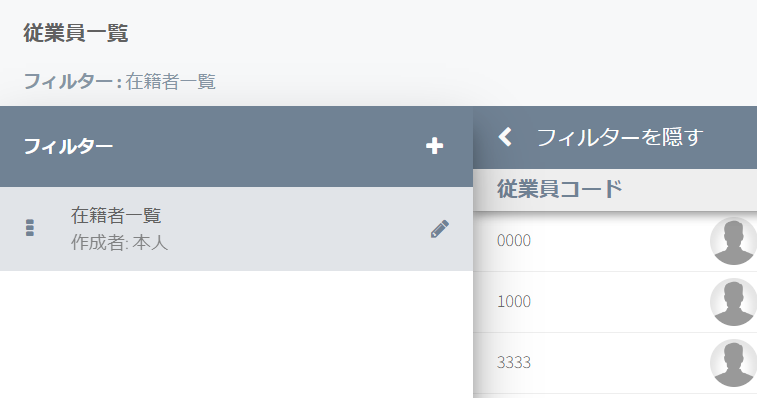 従業員一覧
フィルター : 在籍者一覧
フィルター
在籍者一覧
作成者: 本人
フィルターを隠す
従業員コード
0000
1000
3333